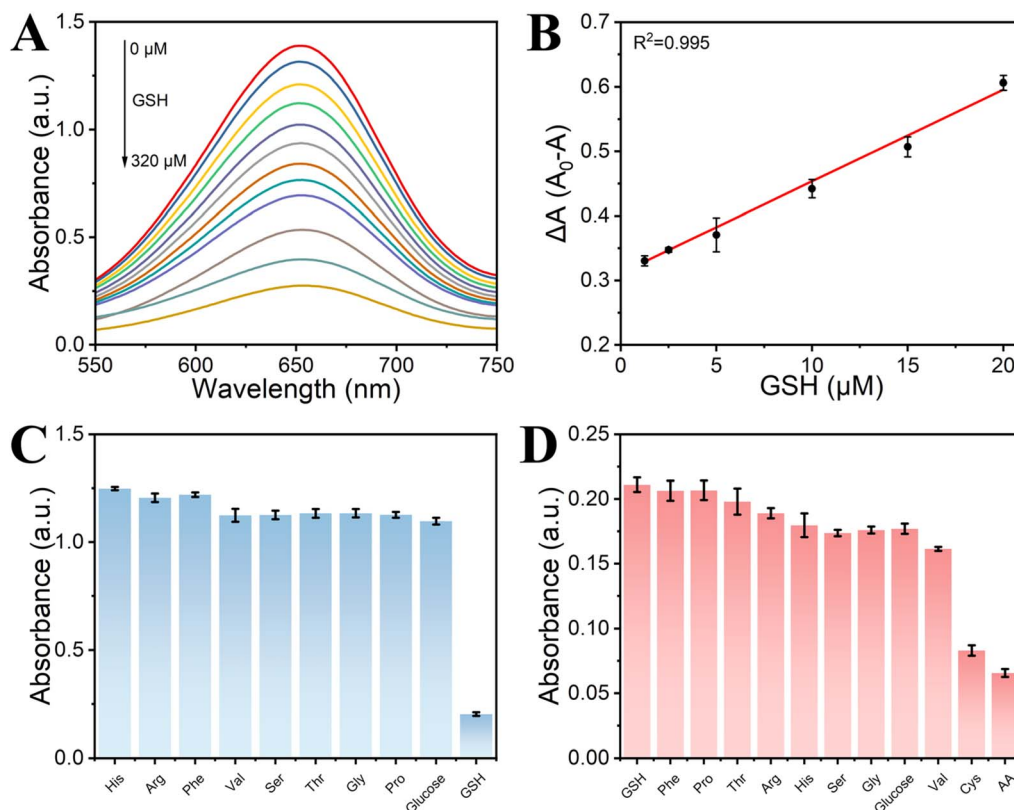 A
1.5
1.0
0.5
0.0
Absorbance (a.u.)
0 µM
GSH
320 µM
550
600
650
700
750
Wavelength (nm)
B
0.7
0.6
0.5
0.4
0.3
0.2
ΔA (A₀-A)
R²=0.995
0
5
10
15
20
GSH (µM)
C
1.5
1.0
0.5
0.0
Absorbance (a.u.)
His
Arg
Phe
Val
Ser
Thr
Gly
Pro
Glucose
GSH
D
0.25
0.20
0.15
0.10
0.05
0.00
Absorbance (a.u.)
GSH
Phe
Pro
Thr
Arg
His
Ser
Gly
Glucose
Val
Cys
AA